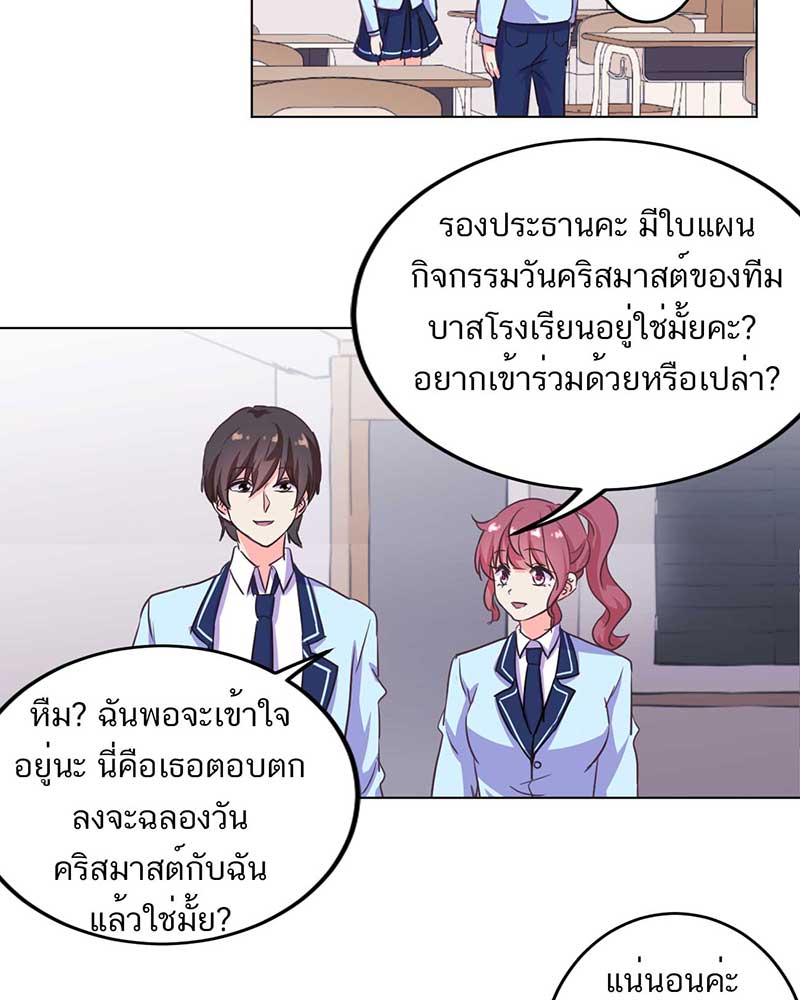 รองประธานคะ มีใบแผน
กิจกรรมวันคริสมาสต์ของทีม
บาสโรงเรียนอยู่ใช่มั้ยคะ?
อยากเข้าร่วมด้วยหรือเปล่า?
หืม? ฉันพอจะเข้าใจ
อยู่นะ นี่คือเธอตอบตก
ลงจะฉลองวัน
คริสมาสต์กับฉัน
แล้วใช่มั้ย?
แน่นอนค่ะ